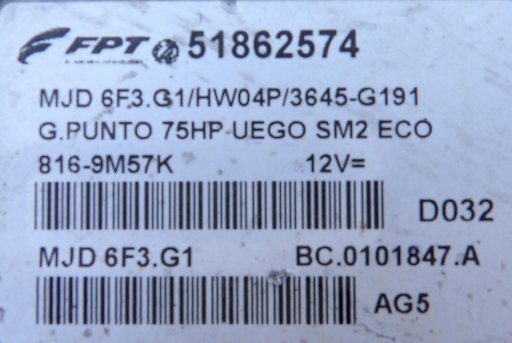 FPT 51862574
MJD 6F3.G1/HW04P/3645-G191
G.PUNTO 75HP UEGO SM2 ECO
816-9M57K 12V=
D032
MJD 6F3.G1 BC.0101847.A
AG5